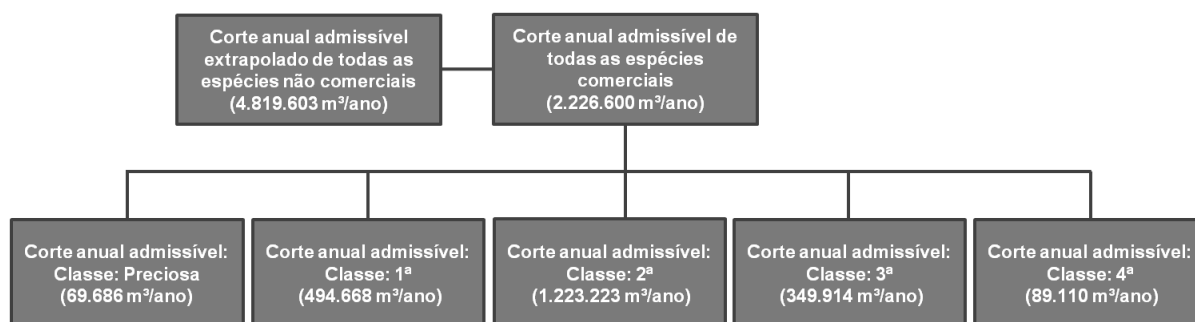 Corte anual admissível
extrapolado de todas as
espécies não comerciais
(4.819.603 m³/ano)
Corte anual admissível de
todas as espécies
comerciais
(2.226.600 m³/ano)
Corte anual admissível:
Classe: Preciosa
(69.686 m³/ano)
Corte anual admissível:
Classe: 1ª
(494.668 m³/ano)
Corte anual admissível:
Classe: 2ª
(1.223.223 m³/ano)
Corte anual admissível:
Classe: 3ª
(349.914 m³/ano)
Corte anual admissível:
Classe: 4ª
(89.110 m³/ano)